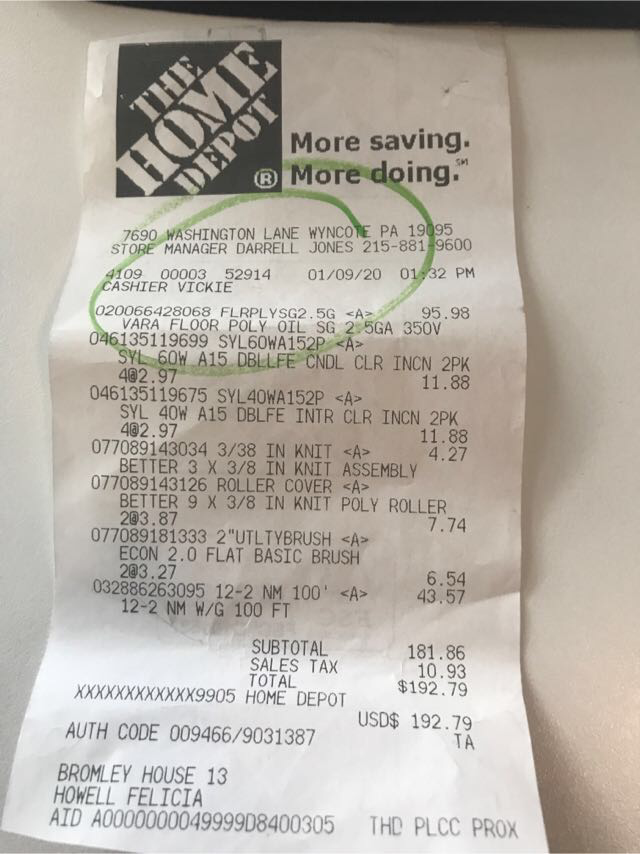 THE
HOME
DEPOT
®
More saving.
More doing.℠
7690 WASHINGTON LANE WYNCOTE PA 19095
STORE MANAGER DARRELL JONES 215-881-9600
4109 00003 52914 01/09/20 01:32 PM
CASHIER VICKIE
020066428068 FLRPLYSG2.5G <A> 95.98
VARA FLOOR POLY OIL SG 2.5GA 350V
046135119699 SYL60WA152P <A>
SYL 60W A15 DBLLFE CNDL CLR INCN 2PK
4@2.97 11.88
046135119675 SYL40WA152P <A>
SYL 40W A15 DBLFE INTR CLR INCN 2PK
4@2.97 11.88
077089143034 3/38 IN KNIT <A> 4.27
BETTER 3 X 3/8 IN KNIT ASSEMBLY
077089143126 ROLLER COVER <A>
BETTER 9 X 3/8 IN KNIT POLY ROLLER
2@3.87 7.74
077089181333 2"UTLTYBRUSH <A>
ECON 2.0 FLAT BASIC BRUSH
2@3.27 6.54
032886263095 12-2 NM 100' <A> 43.57
12-2 NM W/G 100 FT
SUBTOTAL 181.86
SALES TAX 10.93
TOTAL $192.79
XXXXXXXXXXXX9905 HOME DEPOT
USD$ 192.79
AUTH CODE 009466/9031387 TA
BROMLEY HOUSE 13
HOWELL FELICIA
AID A0000000049999D8400305 THD PLCC PROX